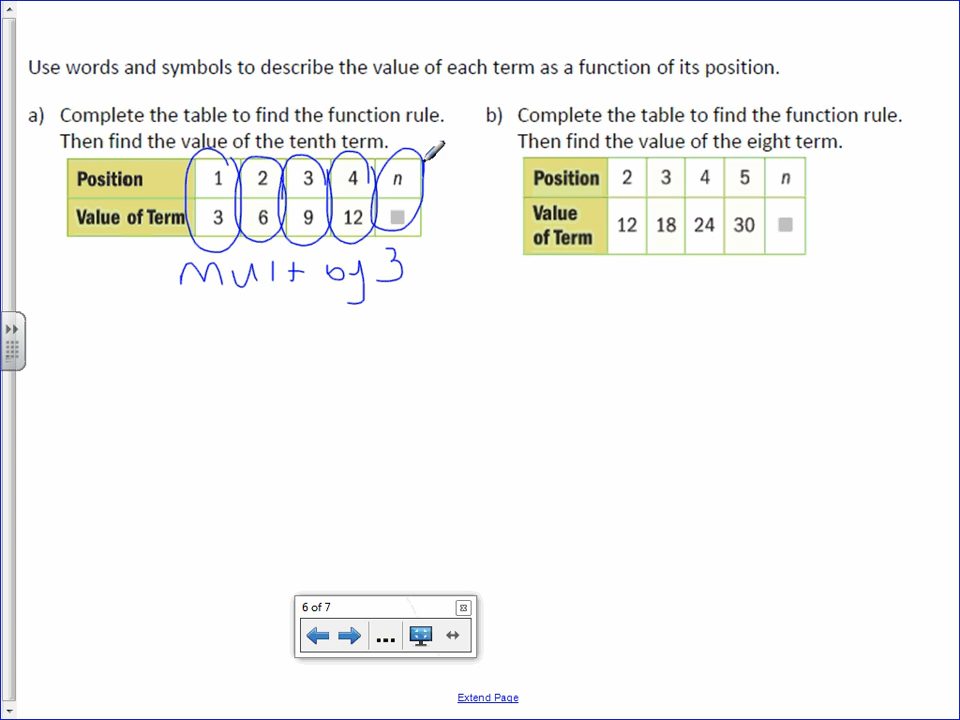 Use words and symbols to describe the value of each term as a function of its position.
a) Complete the table to find the function rule.
Then find the value of the tenth term.
Position 1 2 3 4 n
Value of Term 3 6 9 12
Mult by 3
b) Complete the table to find the function rule.
Then find the value of the eight term.
Position 2 3 4 5 n
Value
of Term 12 18 24 30
6 of 7
...
Extend Page